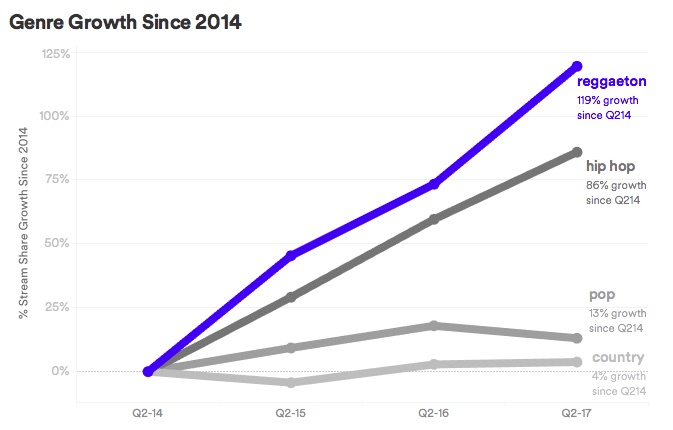 Genre Growth Since 2014
% Stream Share Growth Since 2014
125%
100%
75%
50%
25%
0%
reggaeton
119% growth
since Q214
hip hop
86% growth
since Q214
pop
13% growth
since Q214
country
4% growth
since Q214
Q2-14
Q2-15
Q2-16
Q2-17